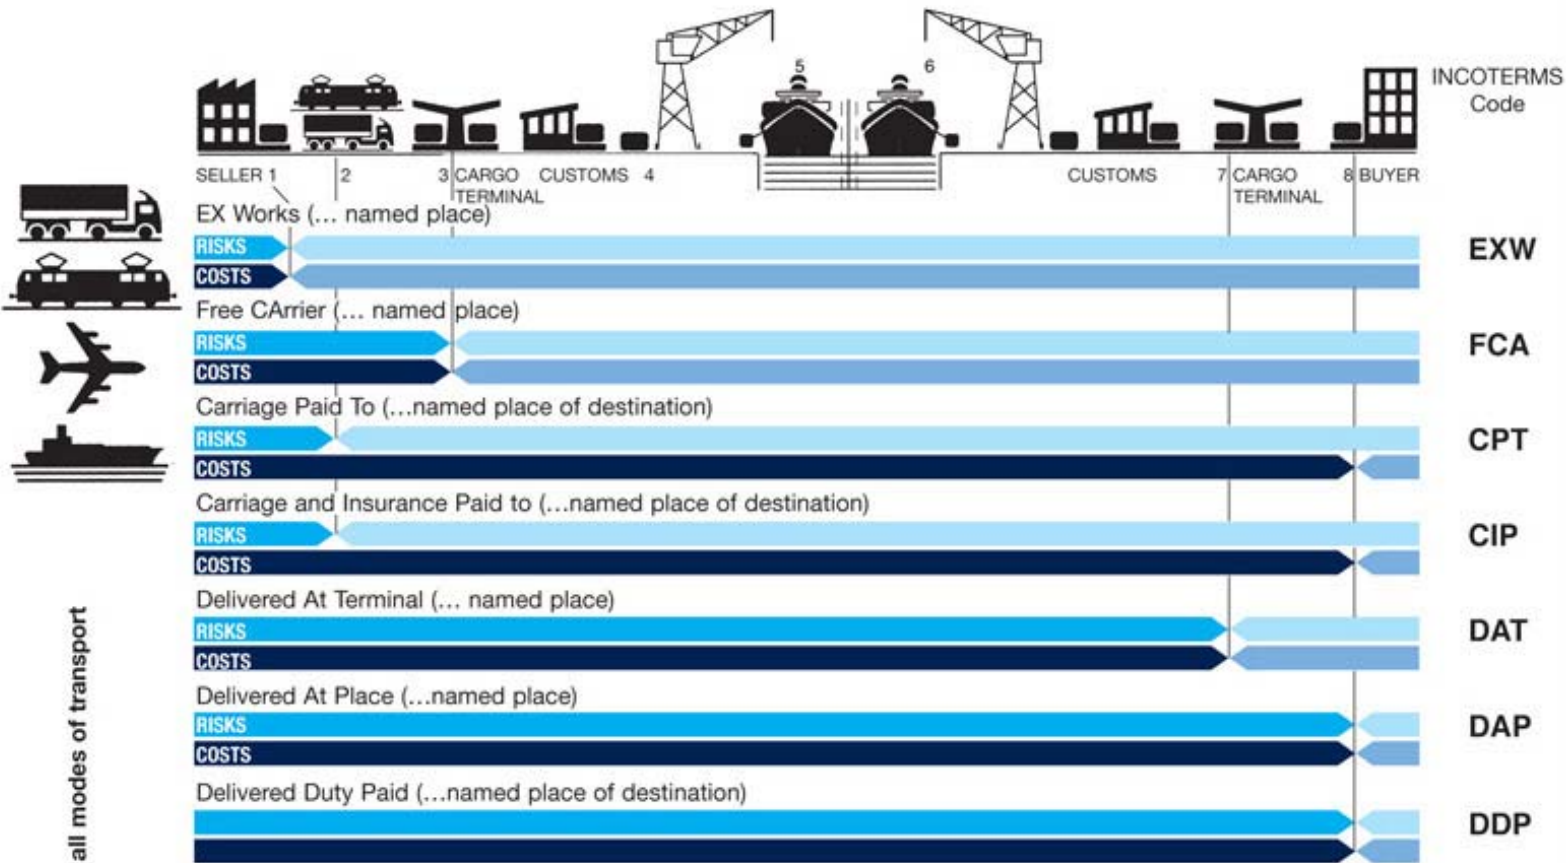 5 6
INCOTERMS
Code
SELLER 1 2 3 CARGO TERMINAL CUSTOMS 4 CUSTOMS 7 CARGO TERMINAL 8 BUYER
EX Works (... named place)
RISKS
COSTS
EXW
Free CArrier (... named place)
RISKS
COSTS
FCA
Carriage Paid To (...named place of destination)
RISKS
COSTS
CPT
Carriage and Insurance Paid to (...named place of destination)
RISKS
COSTS
CIP
Delivered At Terminal (... named place)
RISKS
COSTS
DAT
Delivered At Place (...named place)
RISKS
COSTS
DAP
Delivered Duty Paid (...named place of destination)
DDP
all modes of transport